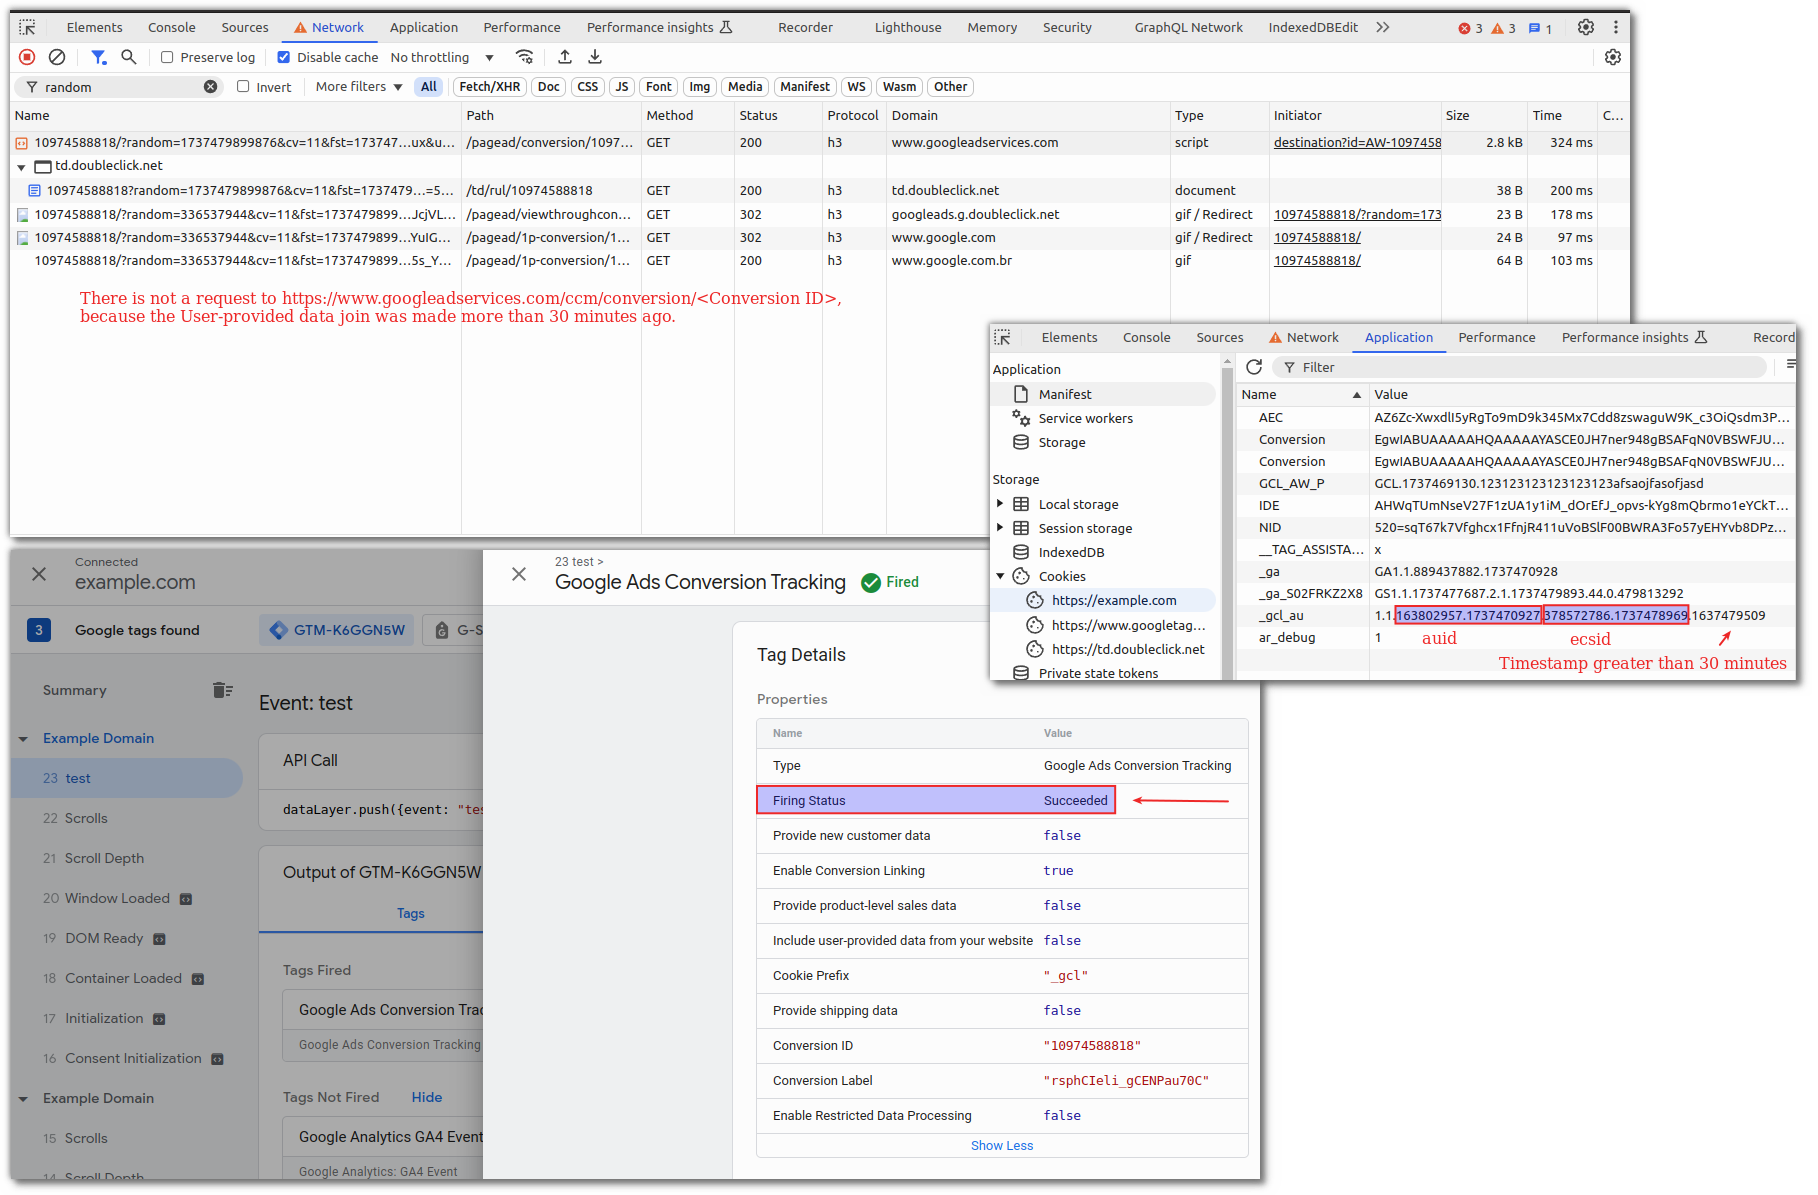 Elements Console Sources Network Application Performance Performance insights Recorder Lighthouse Memory Security GraphQL Network IndexedDBEdit 3 3 1
Preserve log Disable cache No throttling
random Invert More filters All Fetch/XHR Doc CSS JS Font Img Media Manifest WS Wasm Other
Name Path Method Status Protocol Domain Type Initiator Size Time C...
10974588818/?random=1737479899876&cv=11&fst=173747...ux&u... /pagead/conversion/1097... GET 200 h3 www.googleadservices.com script destination?id=AW-1097458 2.8 kB 324 ms
td.doubleclick.net
10974588818?random=1737479899876&cv=11&fst=1737479...=5... /td/rul/10974588818 GET 200 h3 td.doubleclick.net document 38 B 200 ms
10974588818/?random=336537944&cv=11&fst=1737479899...JcjVL... /pagead/viewthroughcon... GET 302 h3 googleads.g.doubleclick.net gif / Redirect 10974588818/?random=173 23 B 178 ms
10974588818/?random=336537944&cv=11&fst=1737479899...YuIG... /pagead/1p-conversion/1... GET 302 h3 www.google.com gif / Redirect 10974588818/ 24 B 97 ms
10974588818/?random=336537944&cv=11&fst=1737479899...5s_Y... /pagead/1p-conversion/1... GET 200 h3 www.google.com.br gif 10974588818/ 64 B 103 ms
There is not a request to https://www.googleadservices.com/ccm/conversion/<Conversion ID>,
because the User-provided data join was made more than 30 minutes ago.
Elements Console Sources Network Application Performance Performance insights Record
Application
Manifest
Service workers
Storage
Storage
Local storage
Session storage
IndexedDB
Cookies
https://example.com
https://www.googletag...
https://td.doubleclick.net
Private state tokens
Filter
Name Value
AEC AZ6Zc-XwxdlI5yRgTo9mD9k345Mx7Cdd8zswaguW9K_c3OiQsdm3P...
Conversion EgwIABUAAAAAHQAAAAAYASCE0JH7ner948gBSAFqN0VBSWFJU...
Conversion EgwIABUAAAAAHQAAAAAYASCE0JH7ner948gBSAFqN0VBSWFJU...
GCL_AW_P GCL.1737469130.123123123123123123afsaojfasofjasd
IDE AHWqTUmNseV27F1zUA1y1iM_dOrEfJ_opvs-kYg8mQbrmo1eYCkT...
NID 520=sqT67k7Vfghcx1FfnjR411uVoBSlF00BWRA3Fo57yEHYvb8DPz...
__TAG_ASSISTA... x
_ga GA1.1.889437882.1737470928
_ga_S02FRKZ2X8 GS1.1.1737477687.2.1.1737479893.44.0.479813292
_gcl_au 1.1.163802957.1737470927.378572786.1737478969.1637479509
ar_debug 1
auid ecsid
Timestamp greater than 30 minutes
Connected
example.com
3 Google tags found GTM-K6GGN5W G-S
Summary
Example Domain
23 test
22 Scrolls
21 Scroll Depth
20 Window Loaded
19 DOM Ready
18 Container Loaded
17 Initialization
16 Consent Initialization
Example Domain
15 Scrolls
14 Scroll Depth
Event: test
API Call
dataLayer.push({event: "tes
Output of GTM-K6GGN5W
Tags
Tags Fired
Google Ads Conversion Trac
Google Ads Conversion Tracking
Tags Not Fired Hide
Google Analytics GA4 Event
Google Analytics: GA4 Event
23 test >
Google Ads Conversion Tracking Fired
Tag Details
Properties
Name Value
Type Google Ads Conversion Tracking
Firing Status Succeeded
Provide new customer data false
Enable Conversion Linking true
Provide product-level sales data false
Include user-provided data from your website false
Cookie Prefix "_gcl"
Provide shipping data false
Conversion ID "10974588818"
Conversion Label "rsphCIeli_gCENPau70C"
Enable Restricted Data Processing false
Show Less